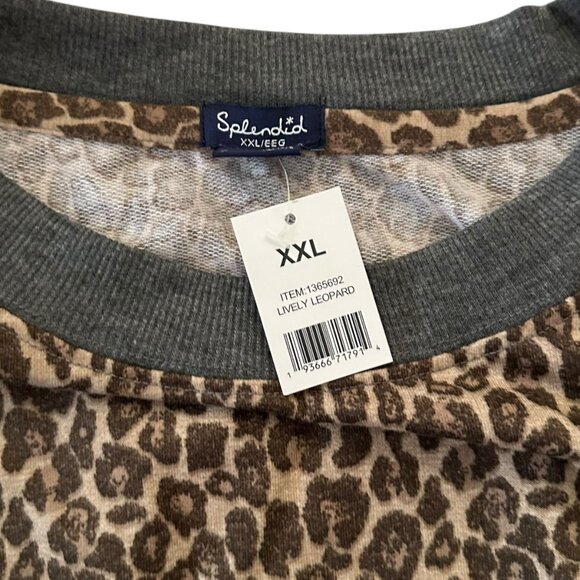 Splendid
XXL/EEG
XXL
ITEM:1365692
LIVELY LEOPARD
1 93666 71791 4